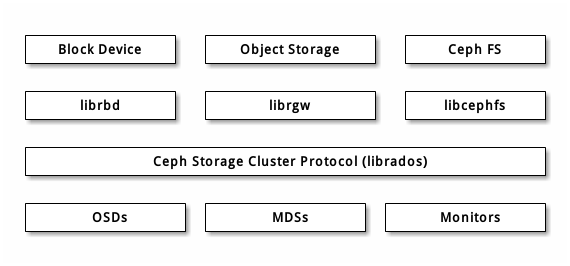 Block Device
Object Storage
Ceph FS
librbd
librgw
libcephfs
Ceph Storage Cluster Protocol (librados)
OSDs
MDSs
Monitors